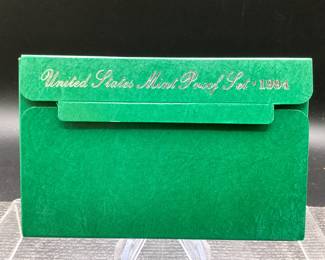 United States Mint Proof Set · 1994